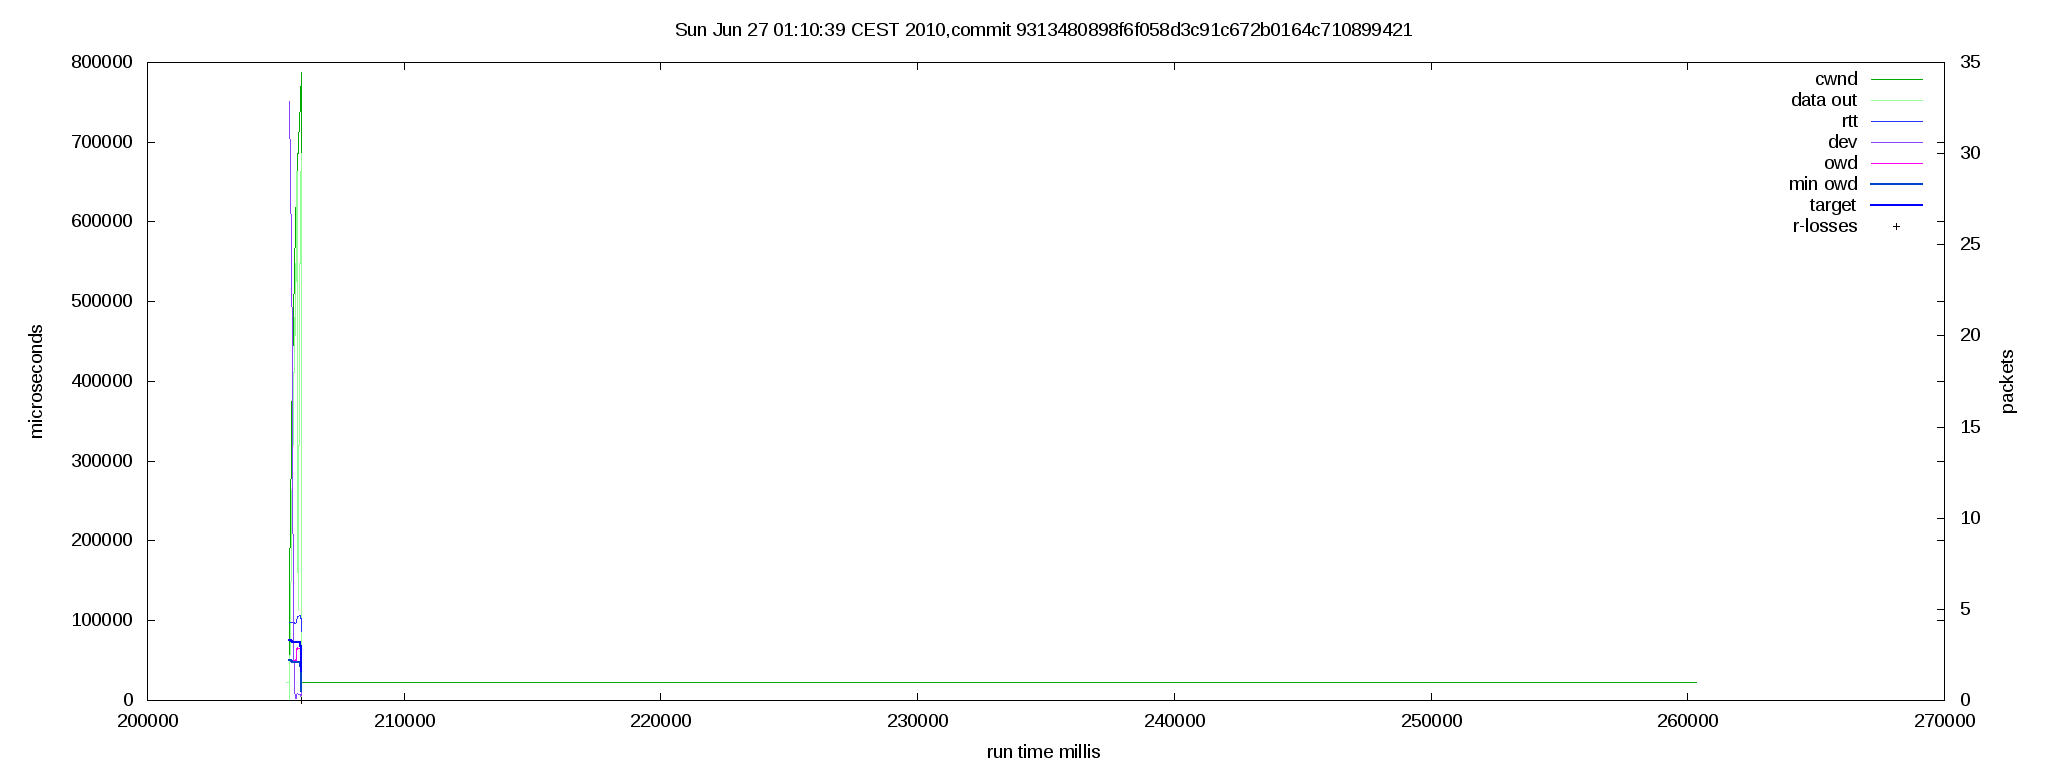 Sun Jun 27 01:10:39 CEST 2010,commit 9313480898f6f058d3c91c672b0164c710899421
800000
700000
600000
500000
400000
300000
200000
100000
0
microseconds
35
30
25
20
15
10
5
0
packets
cwnd
data out
rtt
dev
owd
min owd
target
r-losses
200000 210000 220000 230000 240000 250000 260000 270000
run time millis